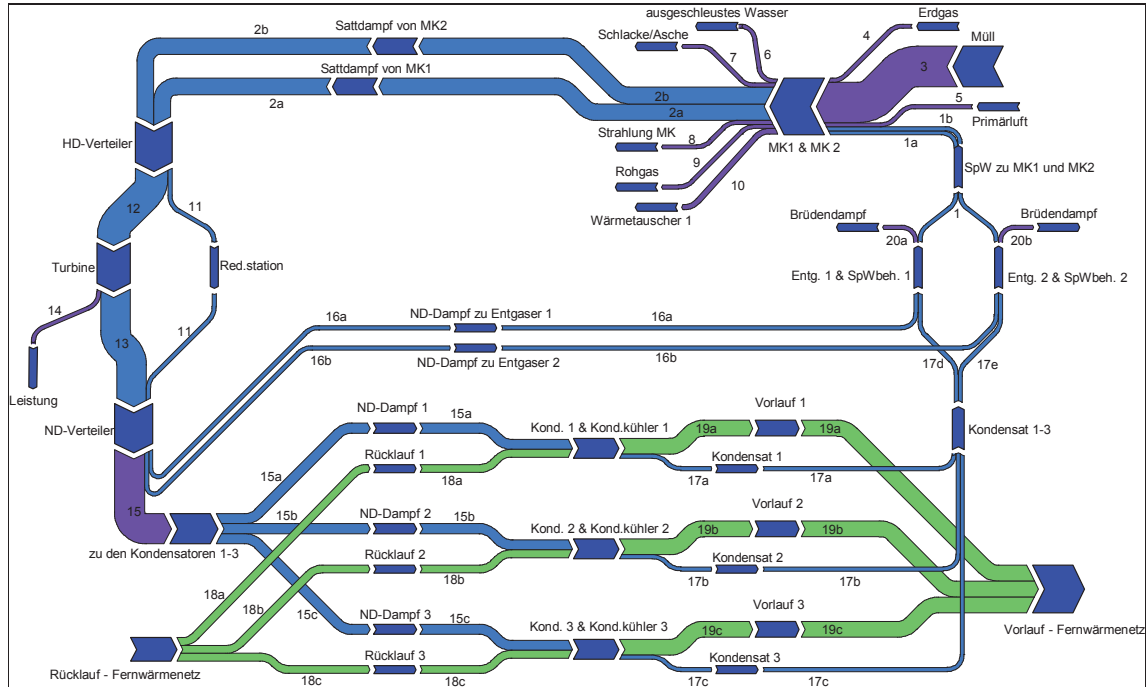 ausgeschleustes Wasser
Erdgas
Schlacke/Asche
4
Müll
2b
Sattdampf von MK2
6
7
3
Sattdampf von MK1
2b
2a
2a
5
1b
Primärluft
Strahlung MK
8
MK1 & MK 2
1a
HD-Verteiler
9
Rohgas
10
SpW zu MK1 und MK2
12
11
Wärmetauscher 1
Brüdendampf
1
Brüdendampf
20a
20b
Turbine
Red.station
Entg. 1 & SpWbeh. 1
Entg. 2 & SpWbeh. 2
14
ND-Dampf zu Entgaser 1
16a
16a
13
11
16b
ND-Dampf zu Entgaser 2
16b
17d
17e
Leistung
ND-Dampf 1
15a
Vorlauf 1
ND-Verteiler
Kond. 1 & Kond.kühler 1
19a
19a
Kondensat 1-3
Rücklauf 1
Kondensat 1
15a
18a
17a
17a
15
ND-Dampf 2
Vorlauf 2
15b
15b
Kond. 2 & Kond.kühler 2
19b
19b
zu den Kondensatoren 1-3
Rücklauf 2
Kondensat 2
18b
17b
17b
18a
18b
15c
ND-Dampf 3
15c
Vorlauf 3
Kond. 3 & Kond.kühler 3
19c
19c
Vorlauf - Fernwärmenetz
Rücklauf 3
Kondensat 3
Rücklauf - Fernwärmenetz
18c
18c
17c
17c